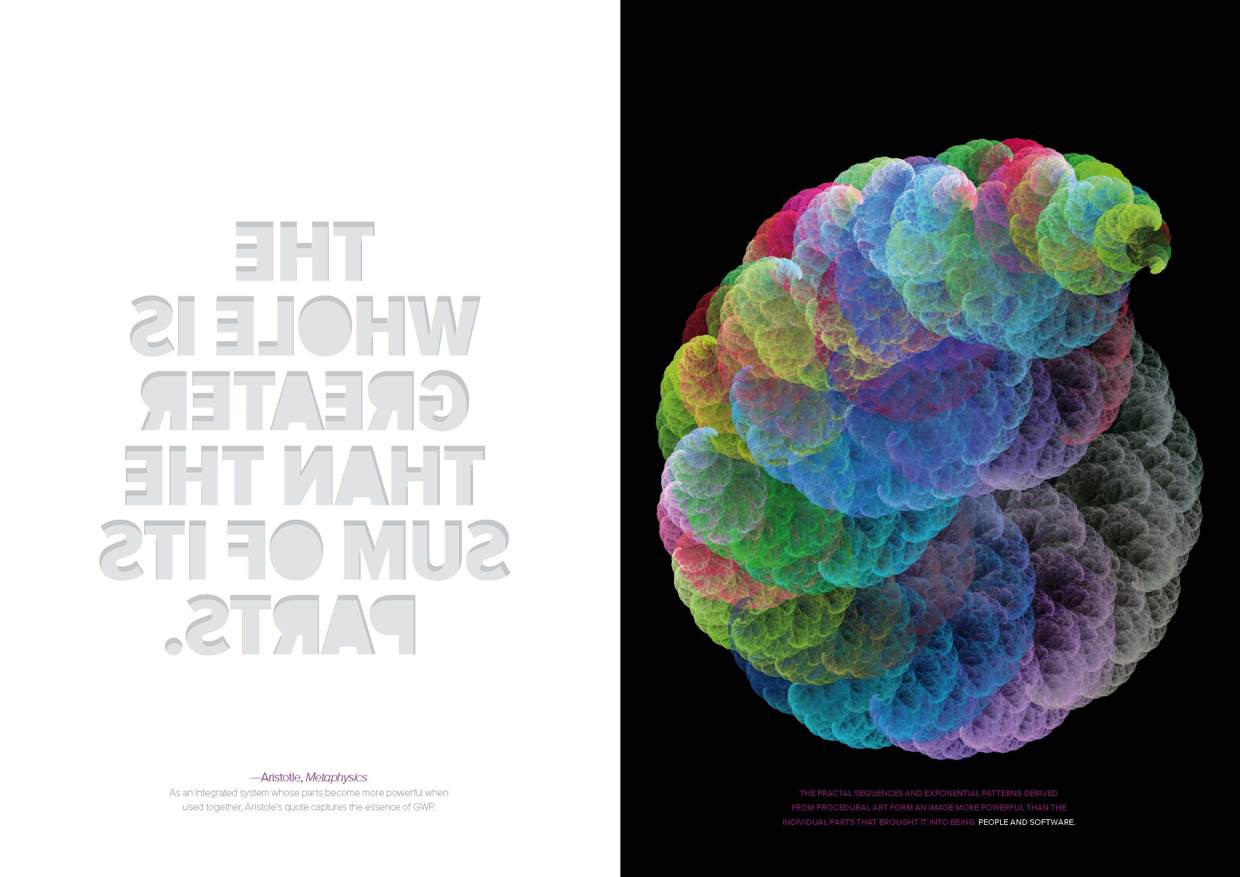 THE
WHOLE IS
GREATER
THAN THE
SUM OF ITS
PARTS.
—Aristotle, Metaphysics
As an integrated system whose parts become more powerful when
used together, Aristole's quote captures the essence of GWP.
THE FRACTAL SEQUENCES AND EXPONENTIAL PATTERNS DERIVED
FROM PROCEDURAL ART FORM AN IMAGE MORE POWERFUL THAN THE
INDIVIDUAL PARTS THAT BROUGHT IT INTO BEING: PEOPLE AND SOFTWARE.